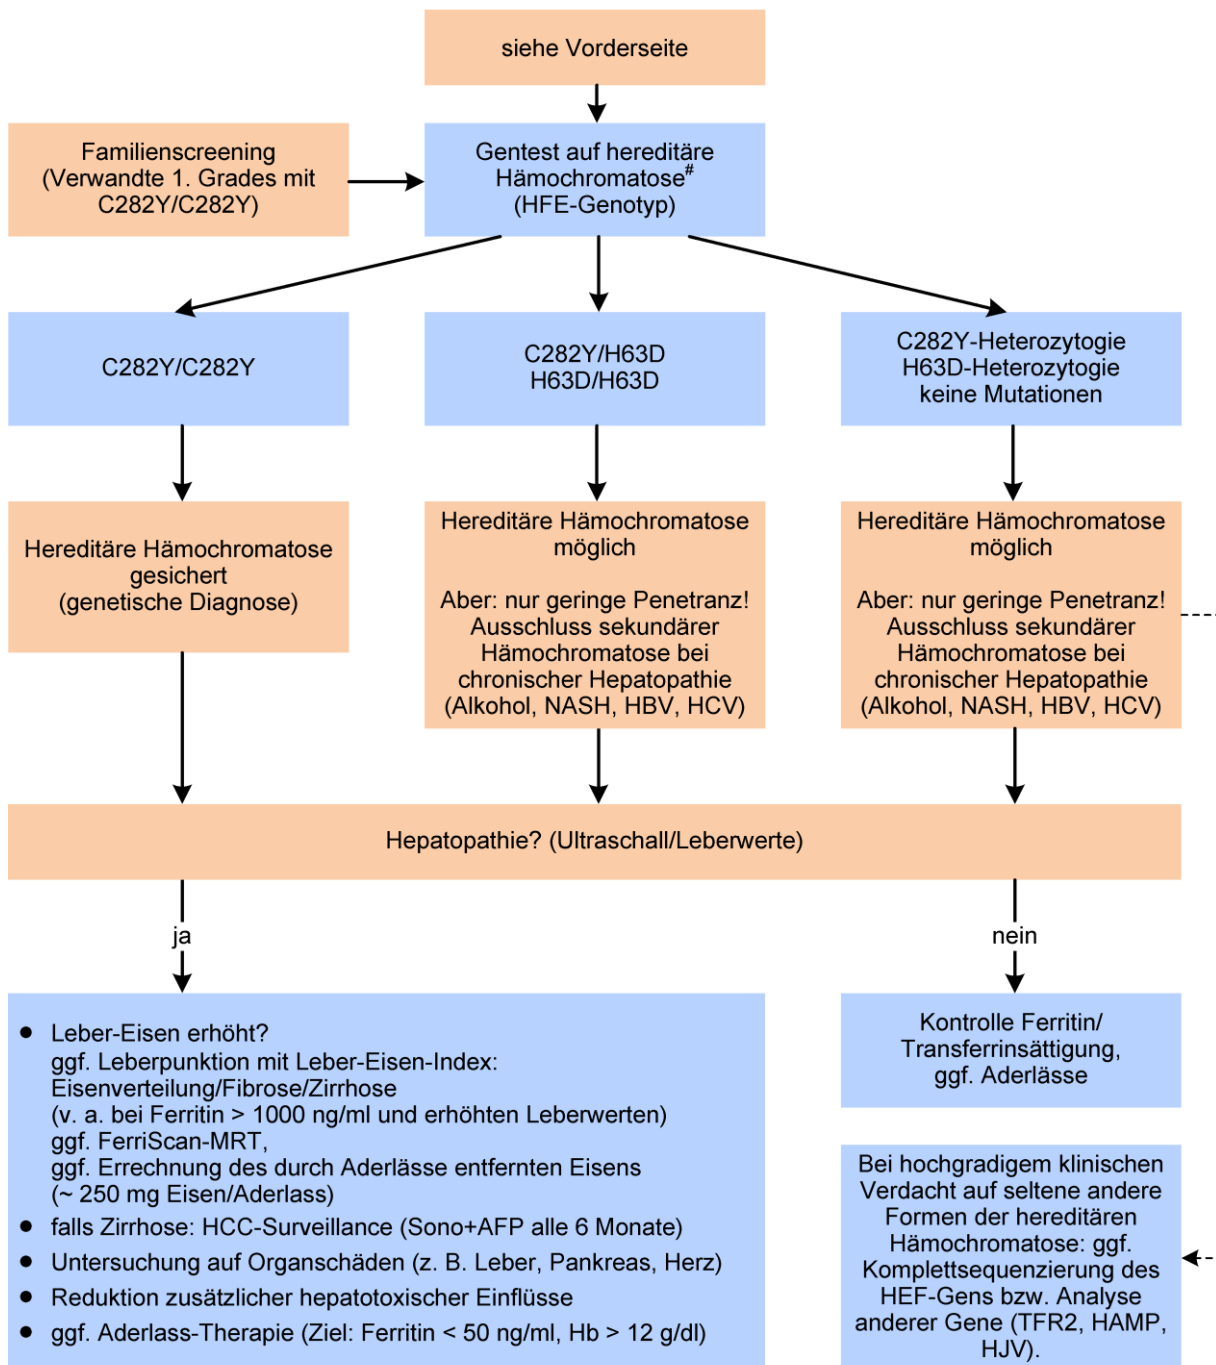 siehe Vorderseite
Familienscreening
(Verwandte 1. Grades mit
C282Y/C282Y)
Gentest auf hereditäre
Hämochromatose#
(HFE-Genotyp)
C282Y/C282Y
C282Y/H63D
H63D/H63D
C282Y-Heterozytogie
H63D-Heterozytogie
keine Mutationen
Hereditäre Hämochromatose
gesichert
(genetische Diagnose)
Hereditäre Hämochromatose
möglich
Aber: nur geringe Penetranz!
Ausschluss sekundärer
Hämochromatose bei
chronischer Hepatopathie
(Alkohol, NASH, HBV, HCV)
Hereditäre Hämochromatose
möglich
Aber: nur geringe Penetranz!
Ausschluss sekundärer
Hämochromatose bei
chronischer Hepatopathie
(Alkohol, NASH, HBV, HCV)
Hepatopathie? (Ultraschall/Leberwerte)
ja
nein
• Leber-Eisen erhöht?
ggf. Leberpunktion mit Leber-Eisen-Index:
Eisenverteilung/Fibrose/Zirrhose
(v. a. bei Ferritin > 1000 ng/ml und erhöhten Leberwerten)
ggf. FerriScan-MRT,
ggf. Errechnung des durch Aderlässe entfernten Eisens
(~ 250 mg Eisen/Aderlass)
• falls Zirrhose: HCC-Surveillance (Sono+AFP alle 6 Monate)
• Untersuchung auf Organschäden (z. B. Leber, Pankreas, Herz)
• Reduktion zusätzlicher hepatotoxischer Einflüsse
• ggf. Aderlass-Therapie (Ziel: Ferritin < 50 ng/ml, Hb > 12 g/dl)
Kontrolle Ferritin/
Transferrinsättigung,
ggf. Aderlässe
Bei hochgradigem klinischen
Verdacht auf seltene andere
Formen der hereditären
Hämochromatose: ggf.
Komplettsequenzierung des
HEF-Gens bzw. Analyse
anderer Gene (TFR2, HAMP,
HJV).